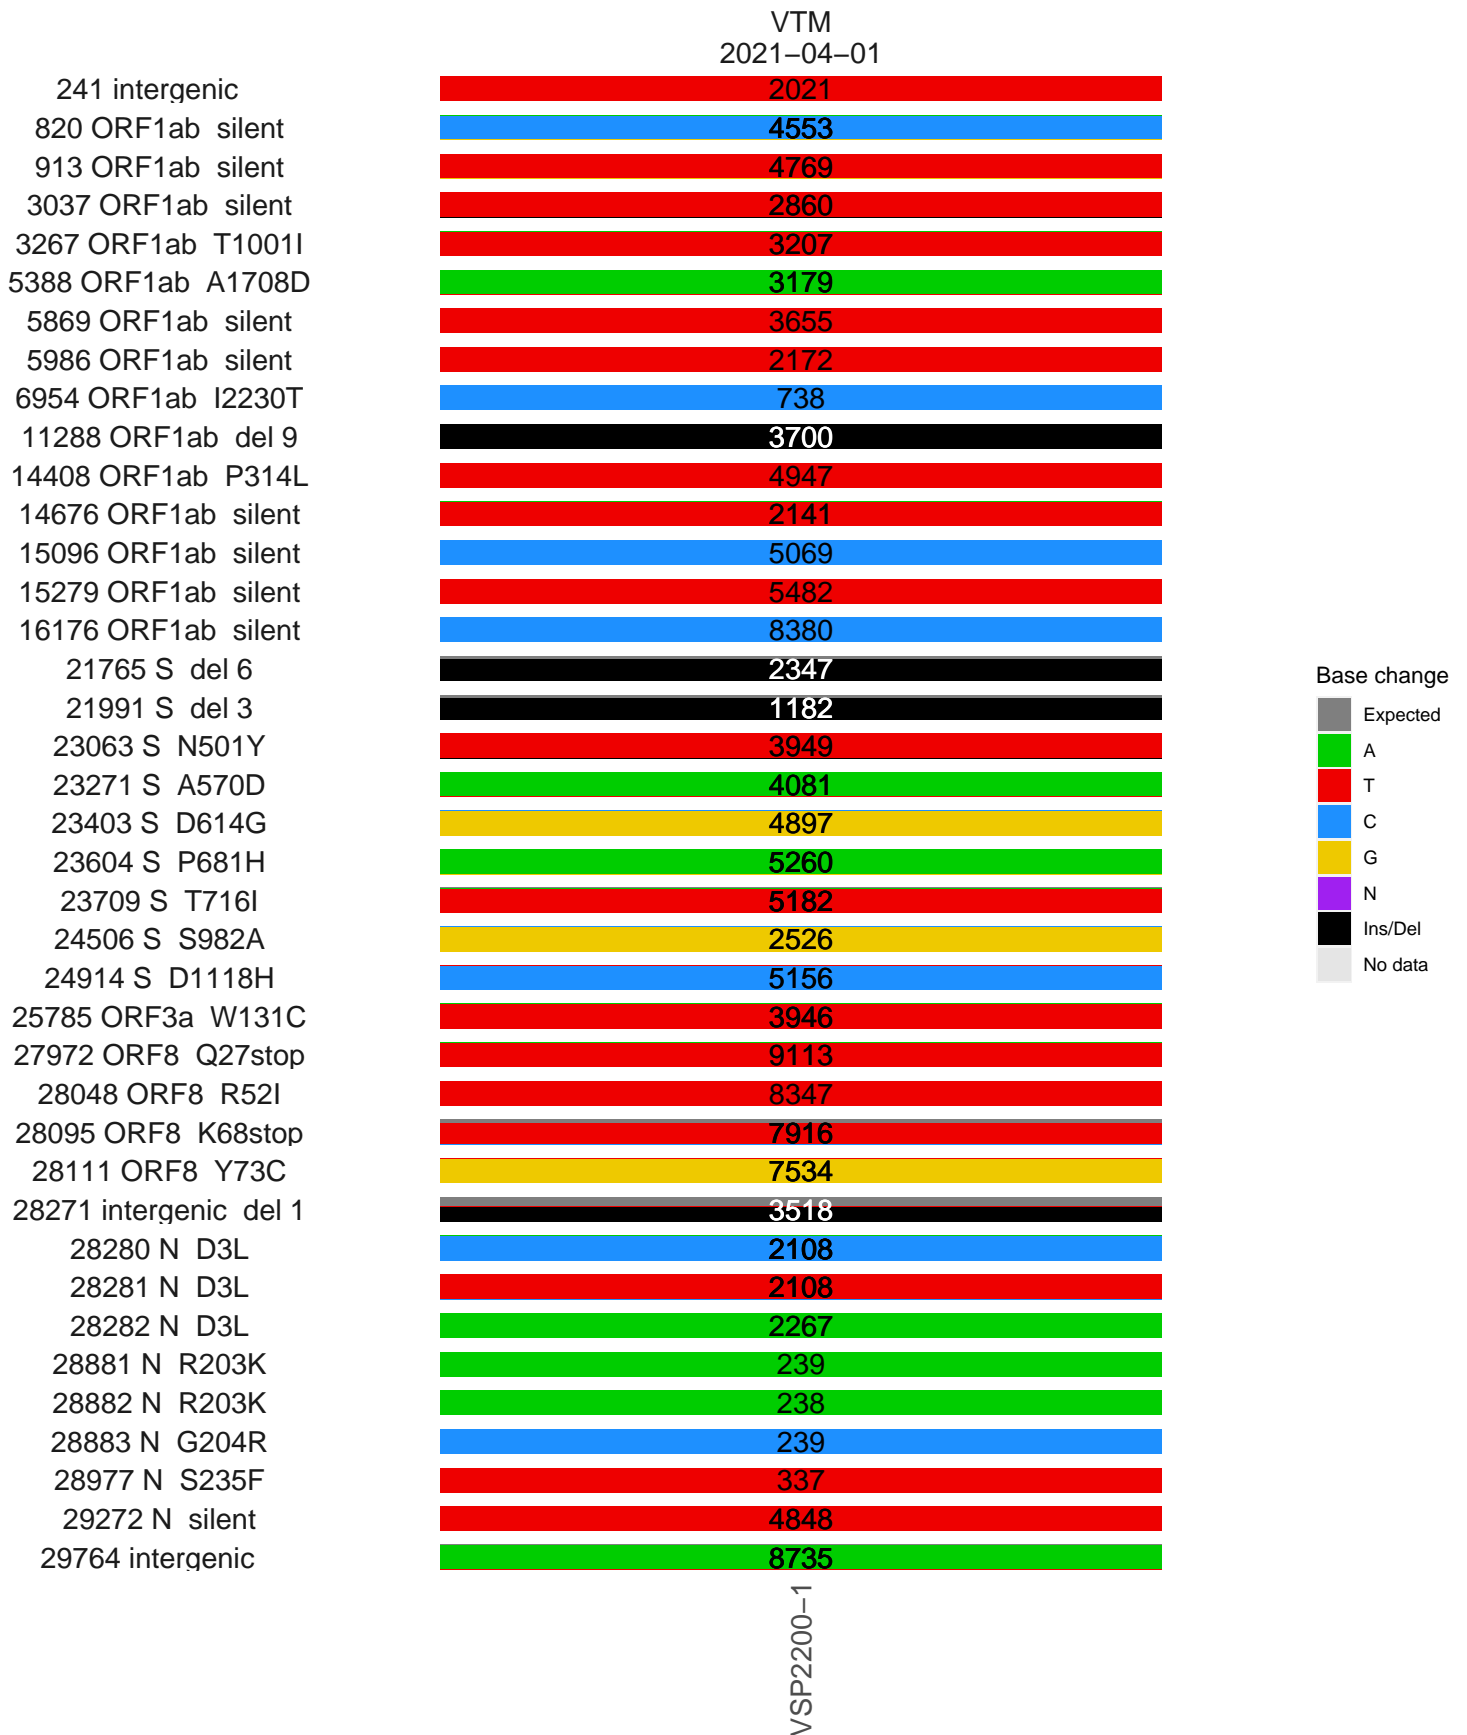 VTM
2021−04−01
241 intergenic 2021
820 ORF1ab silent 4553
913 ORF1ab silent 4769
3037 ORF1ab silent 2860
3267 ORF1ab T1001I 3207
5388 ORF1ab A1708D 3179
5869 ORF1ab silent 3655
5986 ORF1ab silent 2172
6954 ORF1ab I2230T 738
11288 ORF1ab del 9 3700
14408 ORF1ab P314L 4947
14676 ORF1ab silent 2141
15096 ORF1ab silent 5069
15279 ORF1ab silent 5482
16176 ORF1ab silent 8380
21765 S del 6 2347
21991 S del 3 1182
23063 S N501Y 3949
23271 S A570D 4081
23403 S D614G 4897
23604 S P681H 5260
23709 S T716I 5182
24506 S S982A 2526
24914 S D1118H 5156
25785 ORF3a W131C 3946
27972 ORF8 Q27stop 9113
28048 ORF8 R52I 8347
28095 ORF8 K68stop 7916
28111 ORF8 Y73C 7534
28271 intergenic del 1 3518
28280 N D3L 2108
28281 N D3L 2108
28282 N D3L 2267
28881 N R203K 239
28882 N R203K 238
28883 N G204R 239
28977 N S235F 337
29272 N silent 4848
29764 intergenic 8735
VSP2200−1
Base change
Expected
A
T
C
G
N
Ins/Del
No data